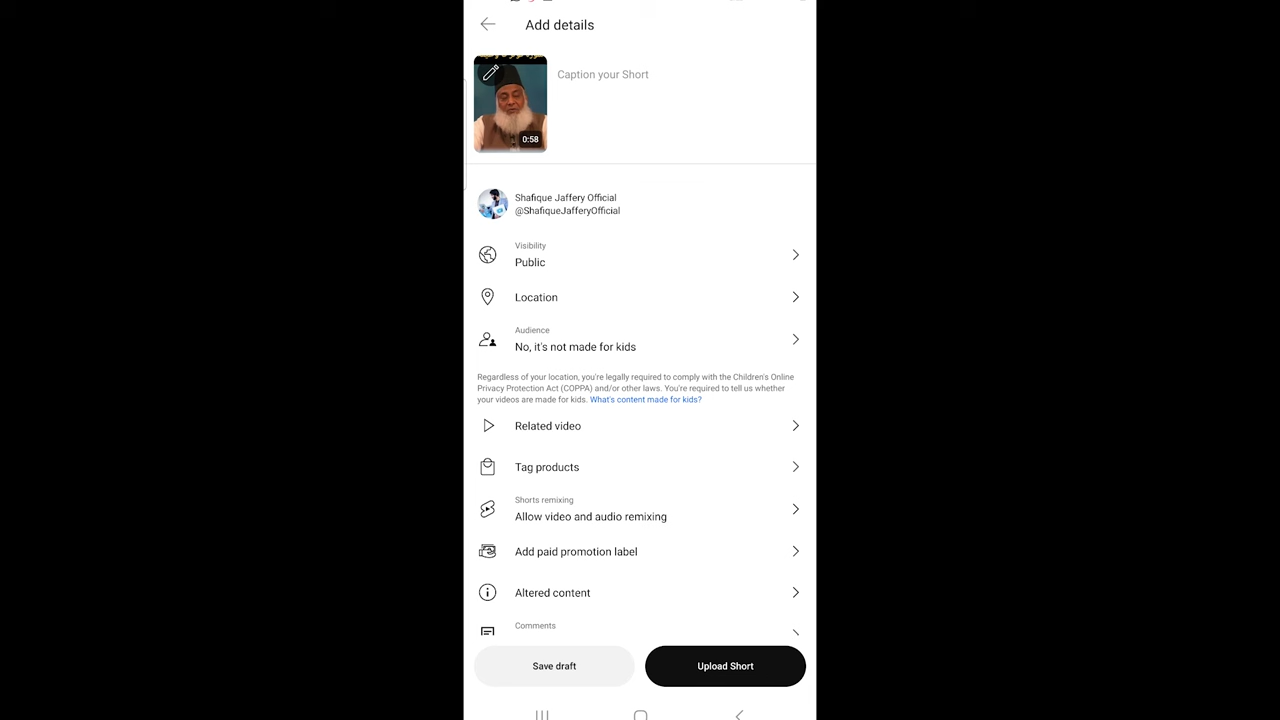 Add details
Caption your Short
0:58
Shafique Jaffery Official
@ShafiqueJafferyOfficial
Visibility
Public
Location
Audience
No, it's not made for kids
Regardless of your location, you're legally required to comply with the Children's Online
Privacy Protection Act (COPPA) and/or other laws. You're required to tell us whether
your videos are made for kids. What's content made for kids?
Related video
Tag products
Shorts remixing
Allow video and audio remixing
Add paid promotion label
Altered content
Comments
Save draft
Upload Short